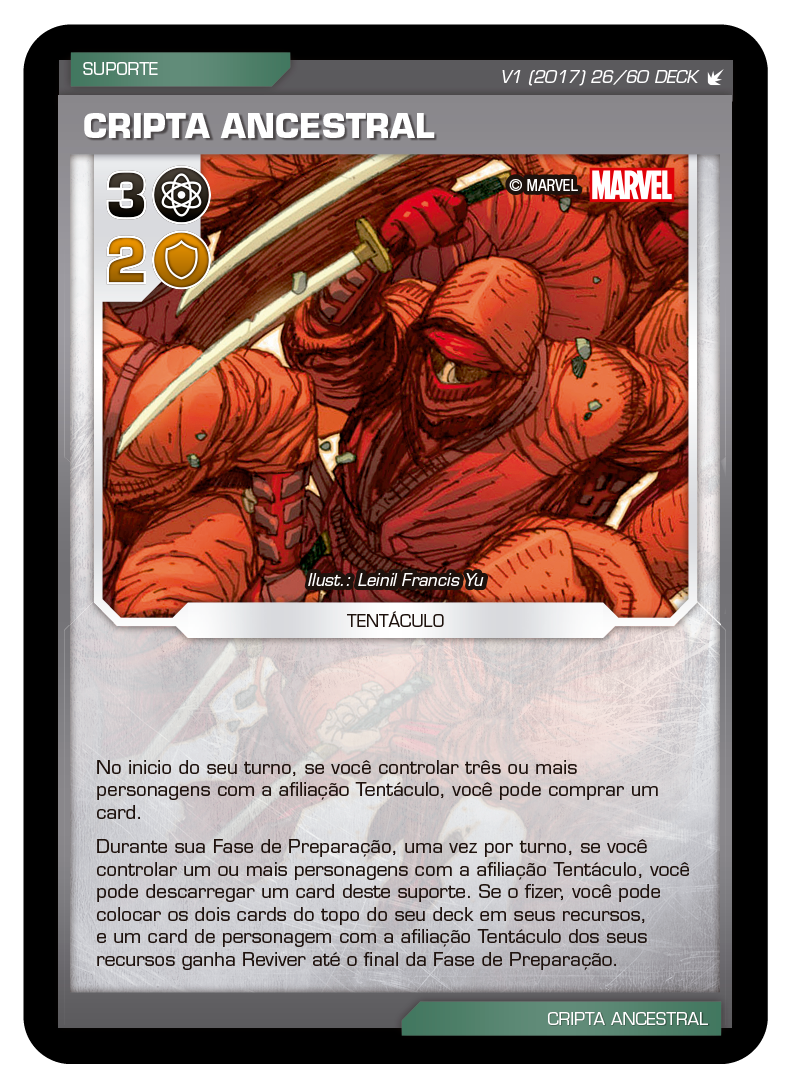 SUPORTE
V1 (2017) 26/60 DECK
CRIPTA ANCESTRAL
3
© MARVEL
MARVEL
2
Ilust.: Leinil Francis Yu
TENTÁCULO
No inicio do seu turno, se você controlar três ou mais
personagens com a afiliação Tentáculo, você pode comprar um
card.
Durante sua Fase de Preparação, uma vez por turno, se você
controlar um ou mais personagens com a afiliação Tentáculo, você
pode descarregar um card deste suporte. Se o fizer, você pode
colocar os dois cards do topo do seu deck em seus recursos,
e um card de personagem com a afiliação Tentáculo dos seus
recursos ganha Reviver até o final da Fase de Preparação.
CRIPTA ANCESTRAL